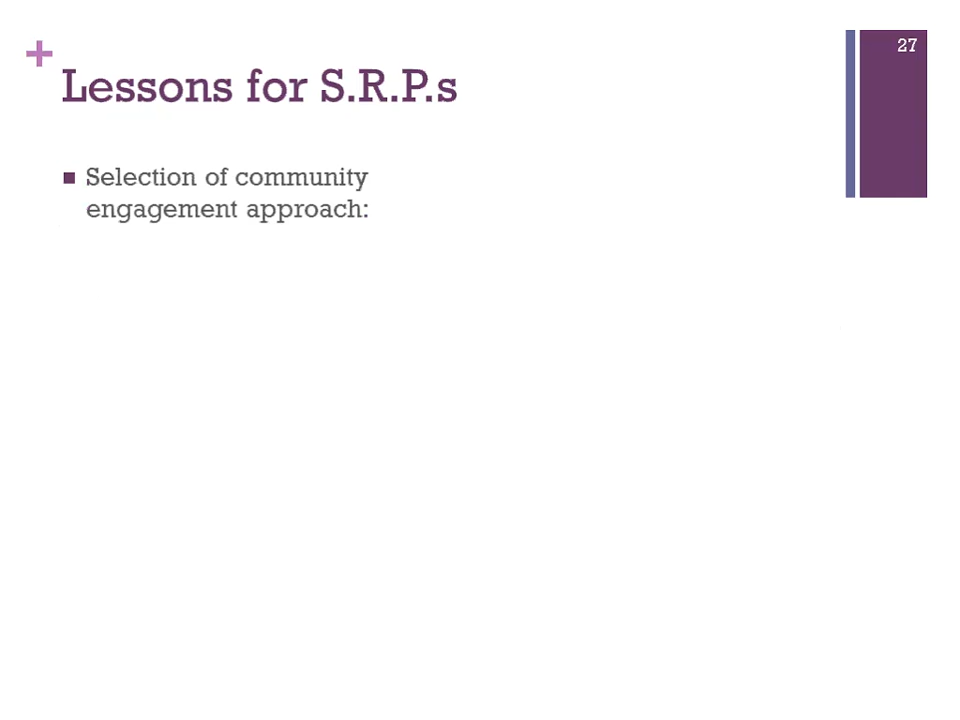 27
+
Lessons for S.R.P.s
■ Selection of community
engagement approach: